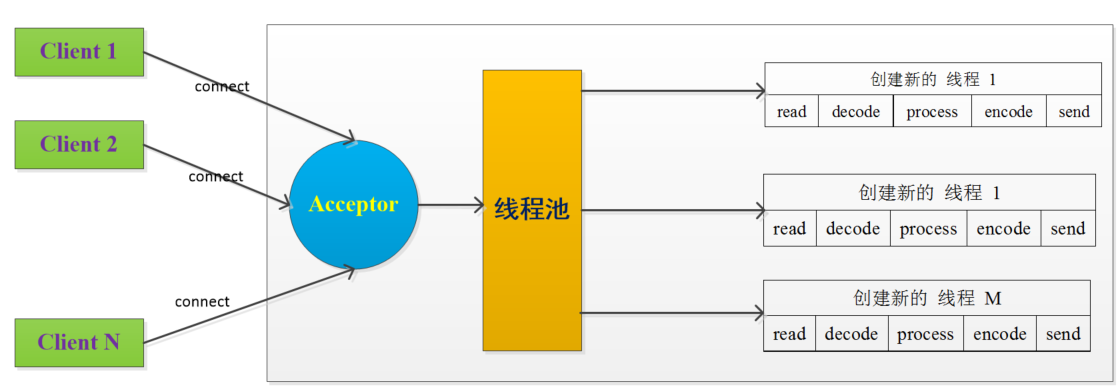 Client 1
connect
Client 2
connect
Client N
connect
Acceptor
线程池
创建新的 线程 1
read decode process encode send
创建新的 线程 1
read decode process encode send
创建新的 线程 M
read decode process encode send